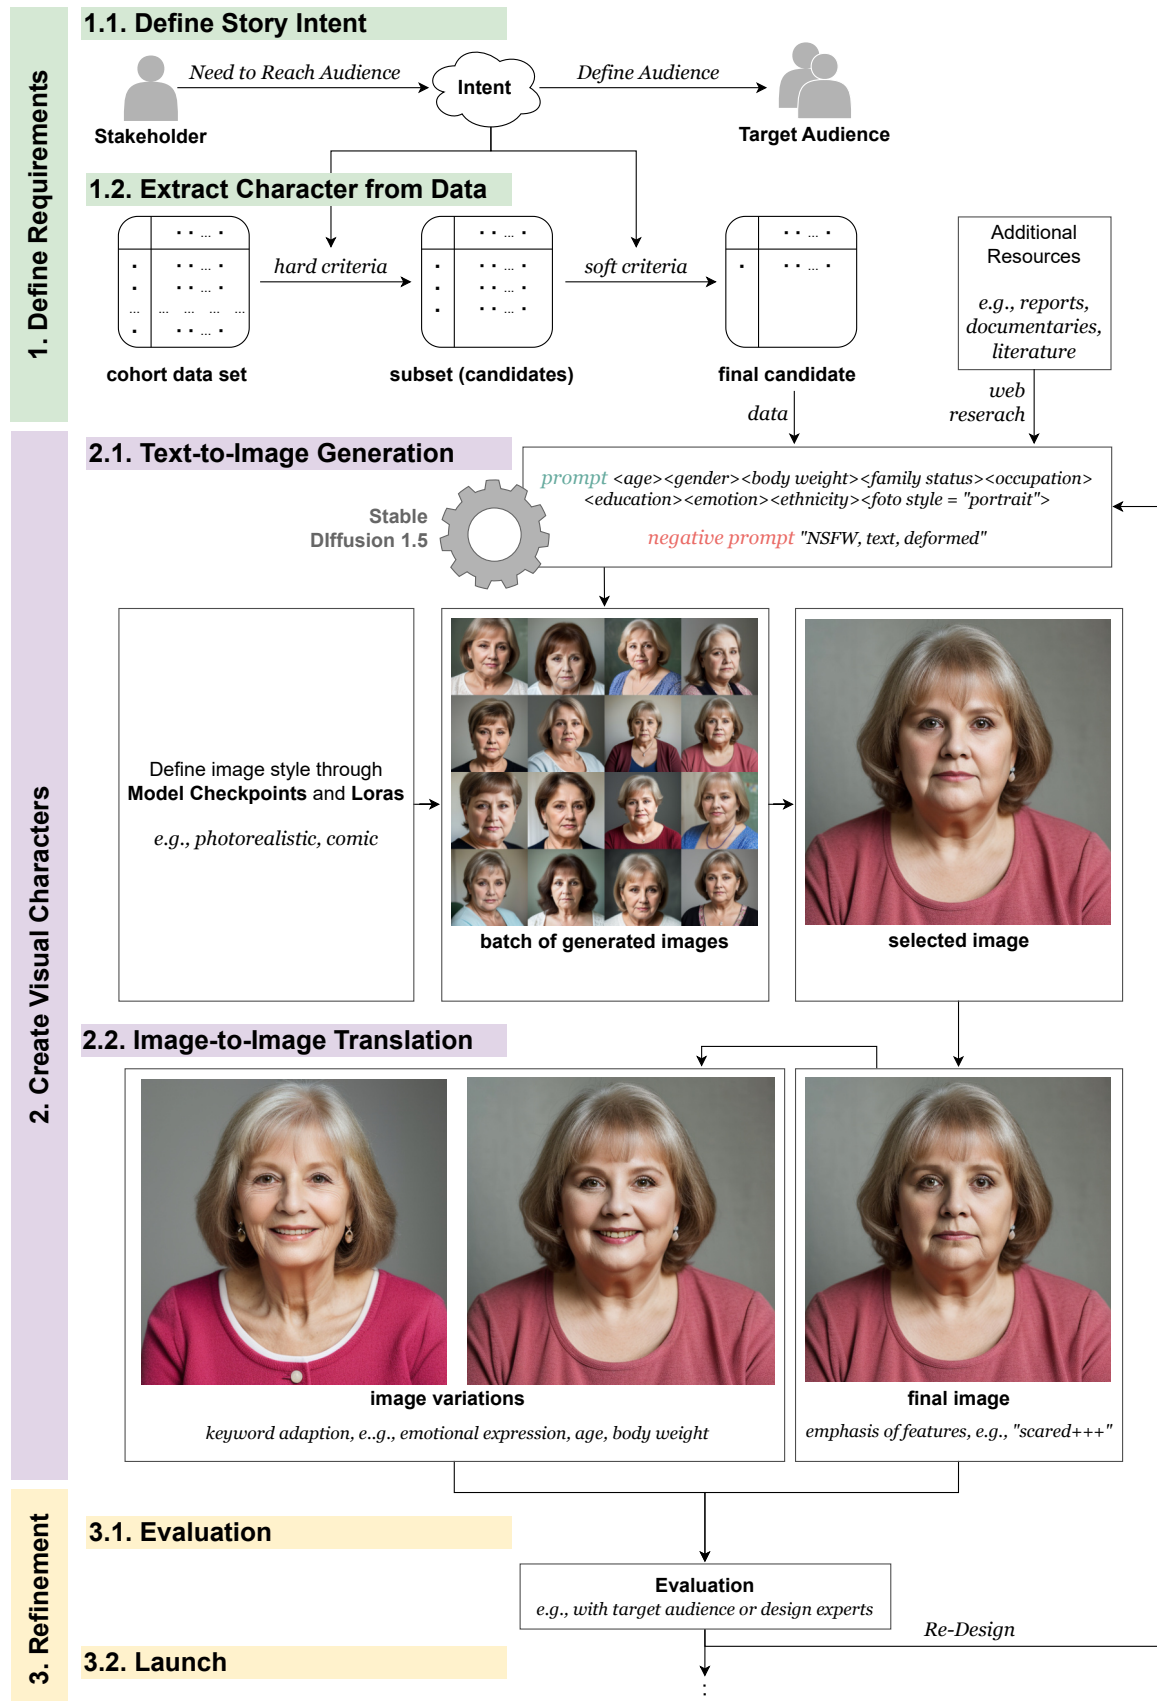 1. Define Requirements
1.1. Define Story Intent
Need to Reach Audience
Intent
Define Audience
Stakeholder
Target Audience
1.2. Extract Character from Data
hard criteria
soft criteria
cohort data set
subset (candidates)
final candidate
Additional
Resources
e.g., reports,
documentaries,
literature
data
web
reserach
2. Create Visual Characters
2.1. Text-to-Image Generation
prompt <age><gender><body weight><family status><occupation>
<education><emotion><ethnicity><foto style = "portrait">
negative prompt "NSFW, text, deformed"
Stable
DIffusion 1.5
Define image style through
Model Checkpoints and Loras
e.g., photorealistic, comic
batch of generated images
selected image
2.2. Image-to-Image Translation
image variations
keyword adaption, e..g., emotional expression, age, body weight
final image
emphasis of features, e.g., "scared+++"
3. Refinement
3.1. Evaluation
Evaluation
e.g., with target audience or design experts
Re-Design
3.2. Launch